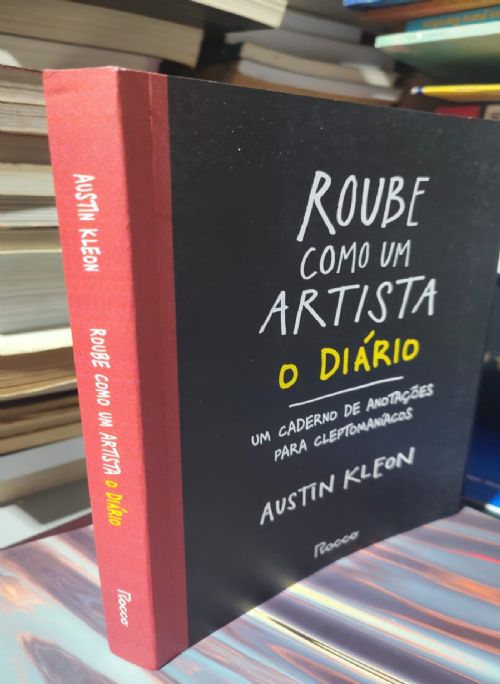 AUSTIN KLEON
ROUBE COMO UM ARTISTA O DIÁRIO
Rocco
ROUBE
COMO UM
ARTISTA
O DIÁRIO
UM CADERNO DE ANOTAÇÕES
PARA CLEPTOMANÍACOS
AUSTIN KLEON
Rocco